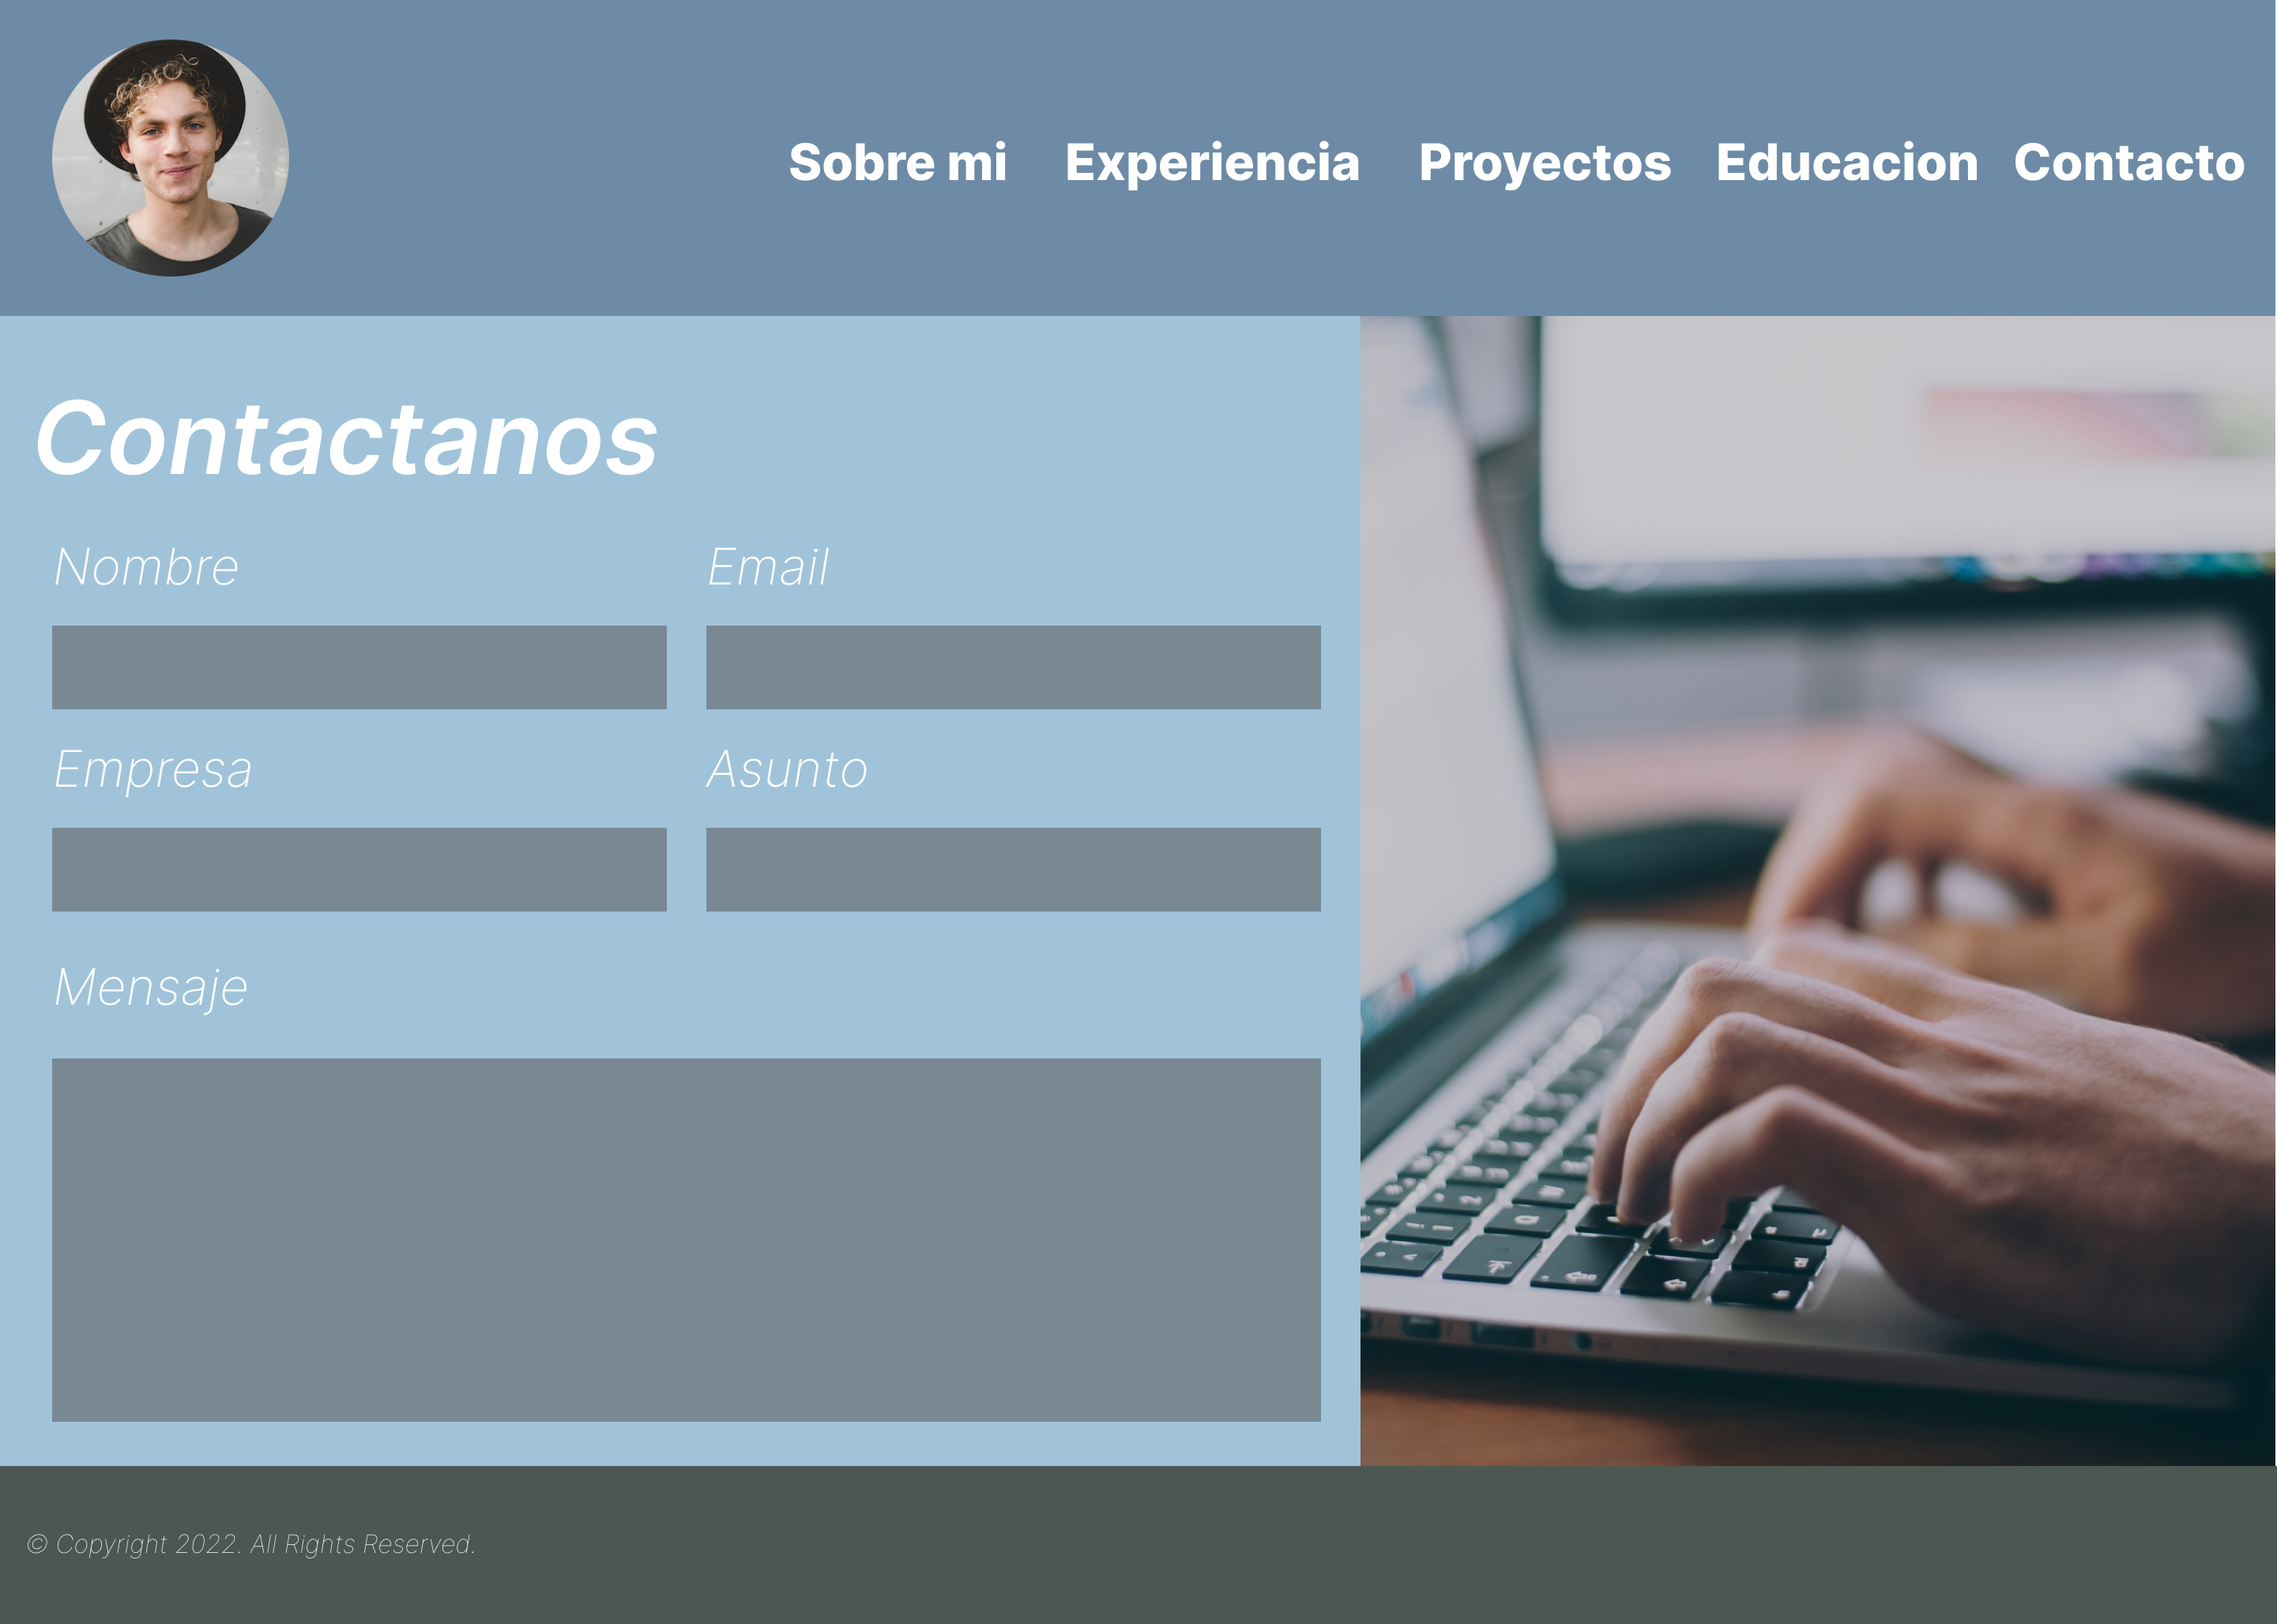 Sobre mi Experiencia Proyectos Educacion Contacto
Contactanos
Nombre Email
Empresa Asunto
Mensaje
© Copyright 2022. All Rights Reserved.